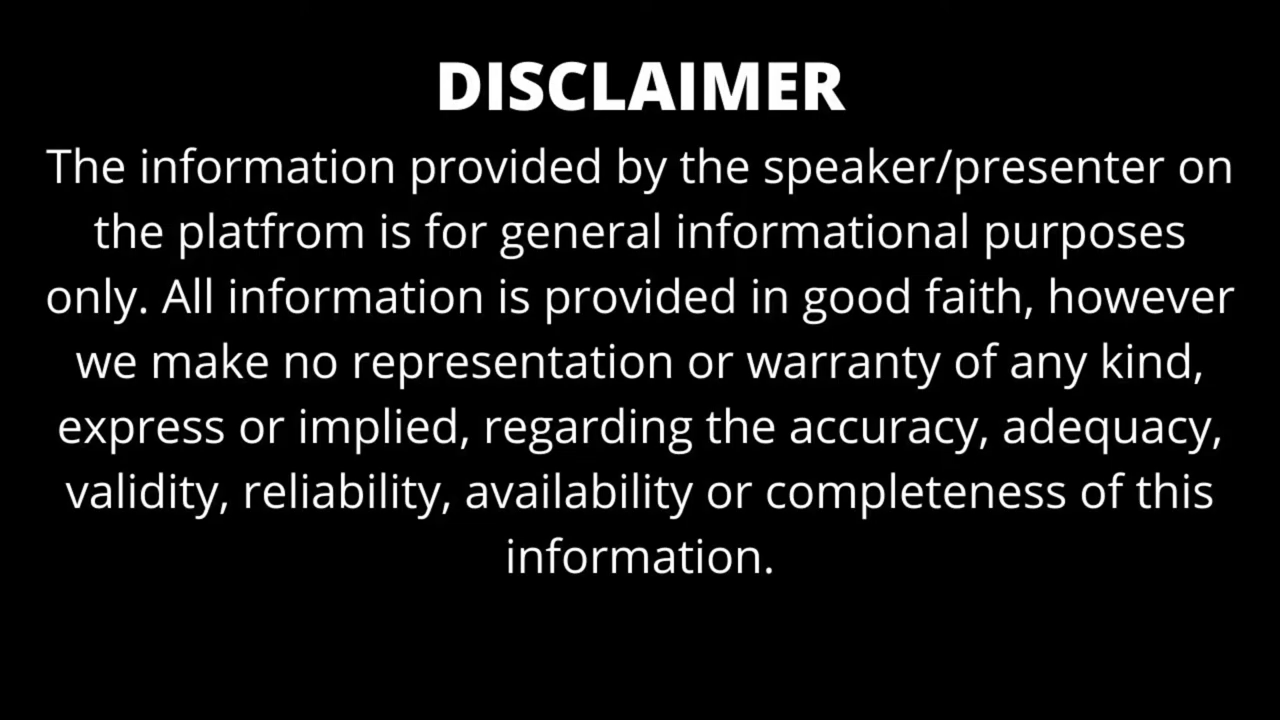 DISCLAIMER
The information provided by the speaker/presenter on
the platfrom is for general informational purposes
only. All information is provided in good faith, however
we make no representation or warranty of any kind,
express or implied, regarding the accuracy, adequacy,
validity, reliability, availability or completeness of this
information.